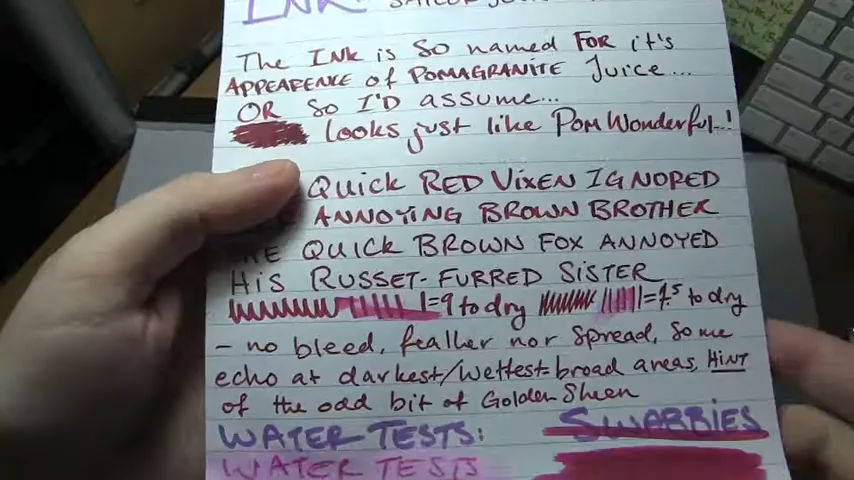 INK: SAILOR
The INK is SO named FOR it's
APPEARENCE of POMAGRANITE Juice...
OR so I'D assume...
looks just like POM Wonderful..!
QUICK RED VIXEN IGNORED
ANNOYING BROWN BROTHER
THE QUICK BROWN FOX ANNOYED
HIS RUSSET-FURRED SISTER
to dry to dry
- no bleed, feather nor spread, some
echo at darkest/wettest broad areas, HINT
of the odd bit of Golden Sheen
WATER TESTS: SWABBIES
WATER TESTS